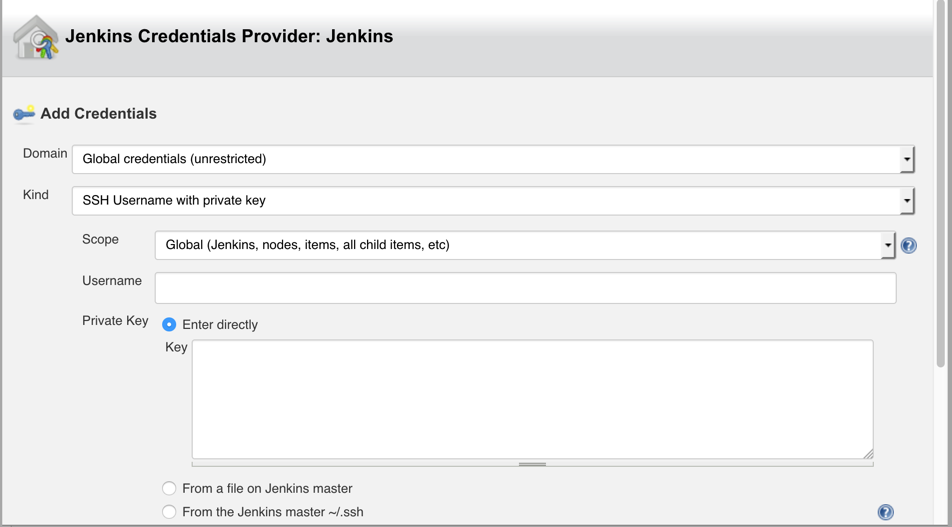 Jenkins Credentials Provider: Jenkins
Add Credentials
Domain Global credentials (unrestricted)
Kind SSH Username with private key
Scope Global (Jenkins, nodes, items, all child items, etc)
Username
Private Key Enter directly
Key
From a file on Jenkins master
From the Jenkins master ~/.ssh